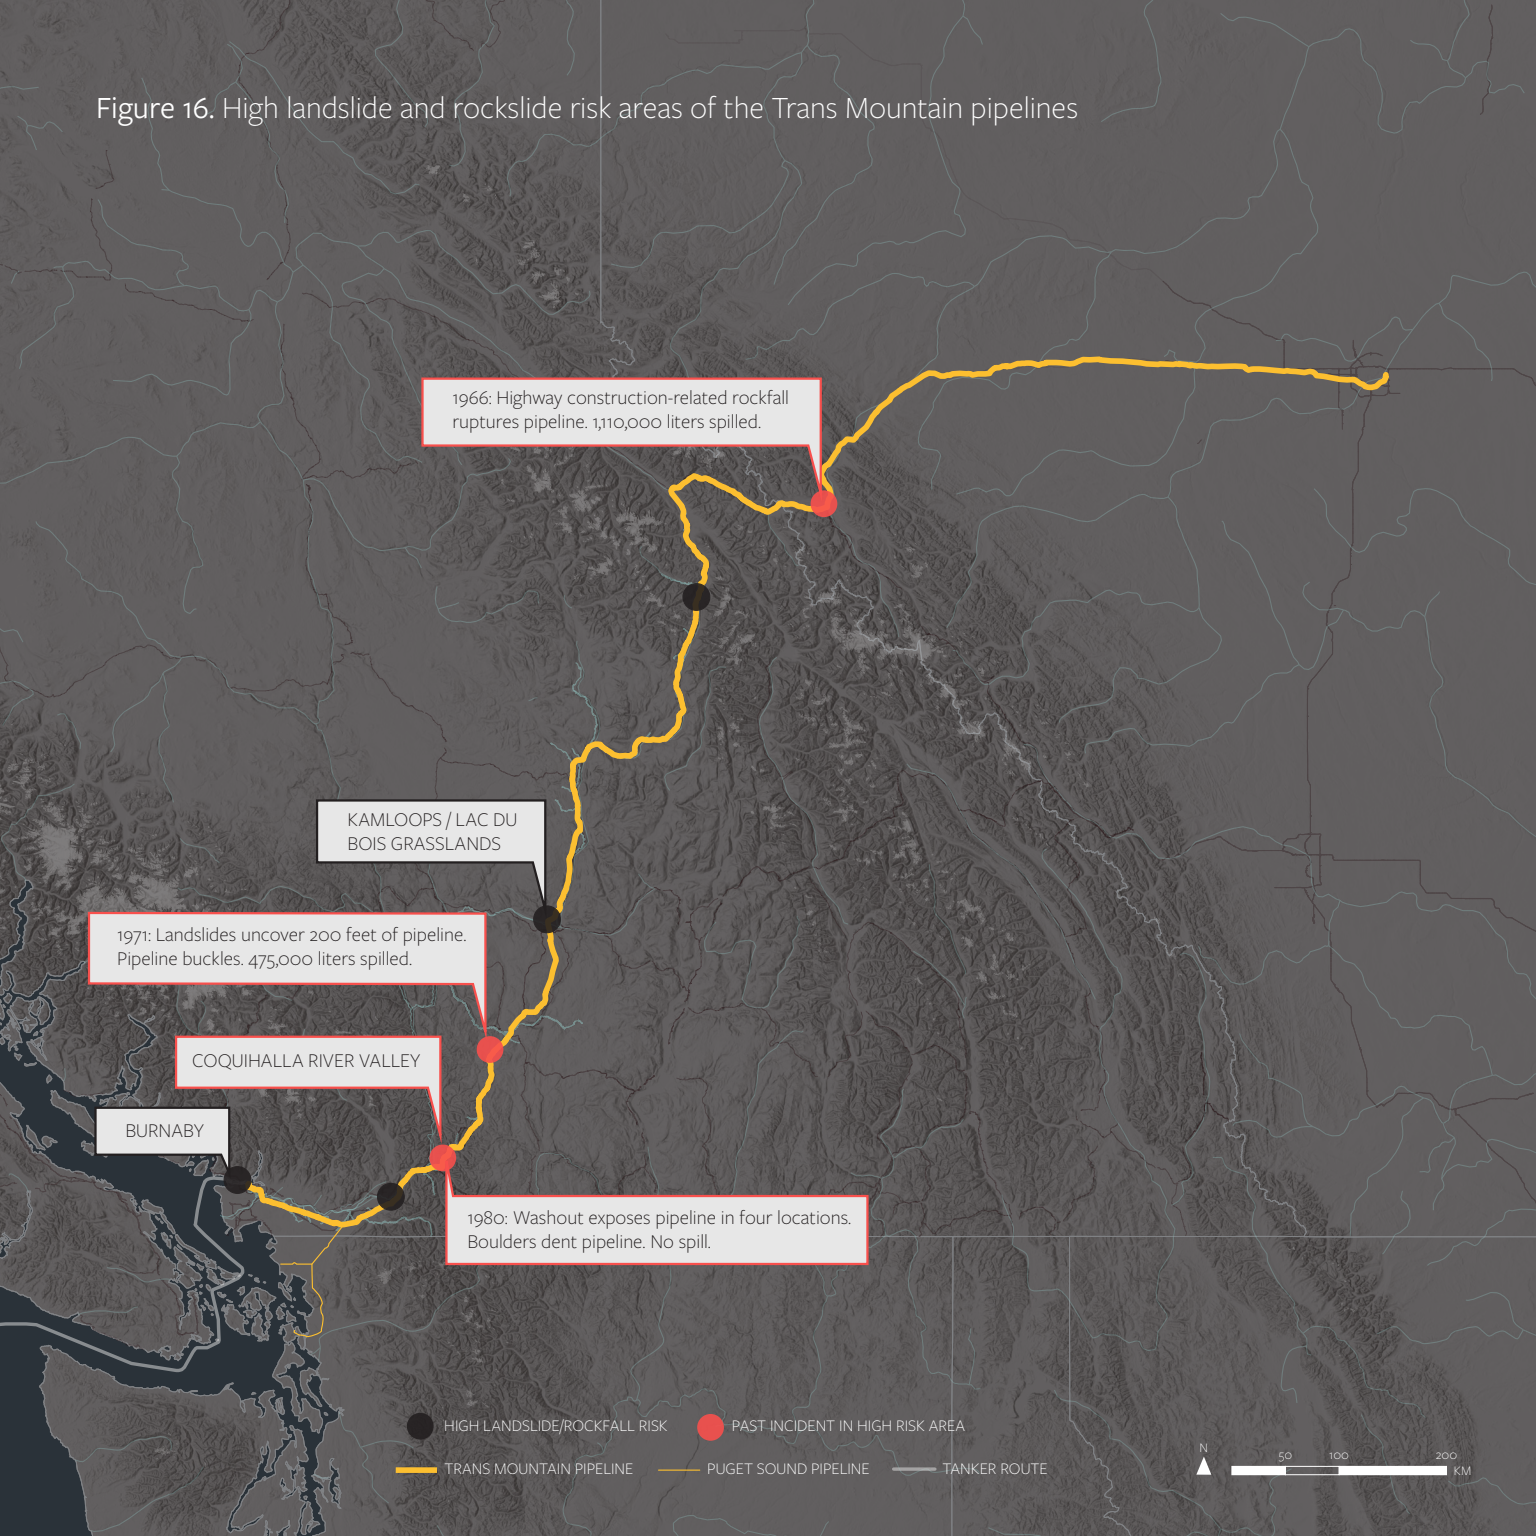 Figure 16. High landslide and rockslide risk areas of the Trans Mountain pipelines
1966: Highway construction-related rockfall
ruptures pipeline. 1,110,000 liters spilled.
KAMLOOPS / LAC DU
BOIS GRASSLANDS
1971: Landslides uncover 200 feet of pipeline.
Pipeline buckles. 475,000 liters spilled.
COQUIHALLA RIVER VALLEY
BURNABY
1980: Washout exposes pipeline in four locations.
Boulders dent pipeline. No spill.
HIGH LANDSLIDE/ROCKFALL RISK
PAST INCIDENT IN HIGH RISK AREA
TRANS MOUNTAIN PIPELINE
PUGET SOUND PIPELINE
TANKER ROUTE
N
50 100 200
KM